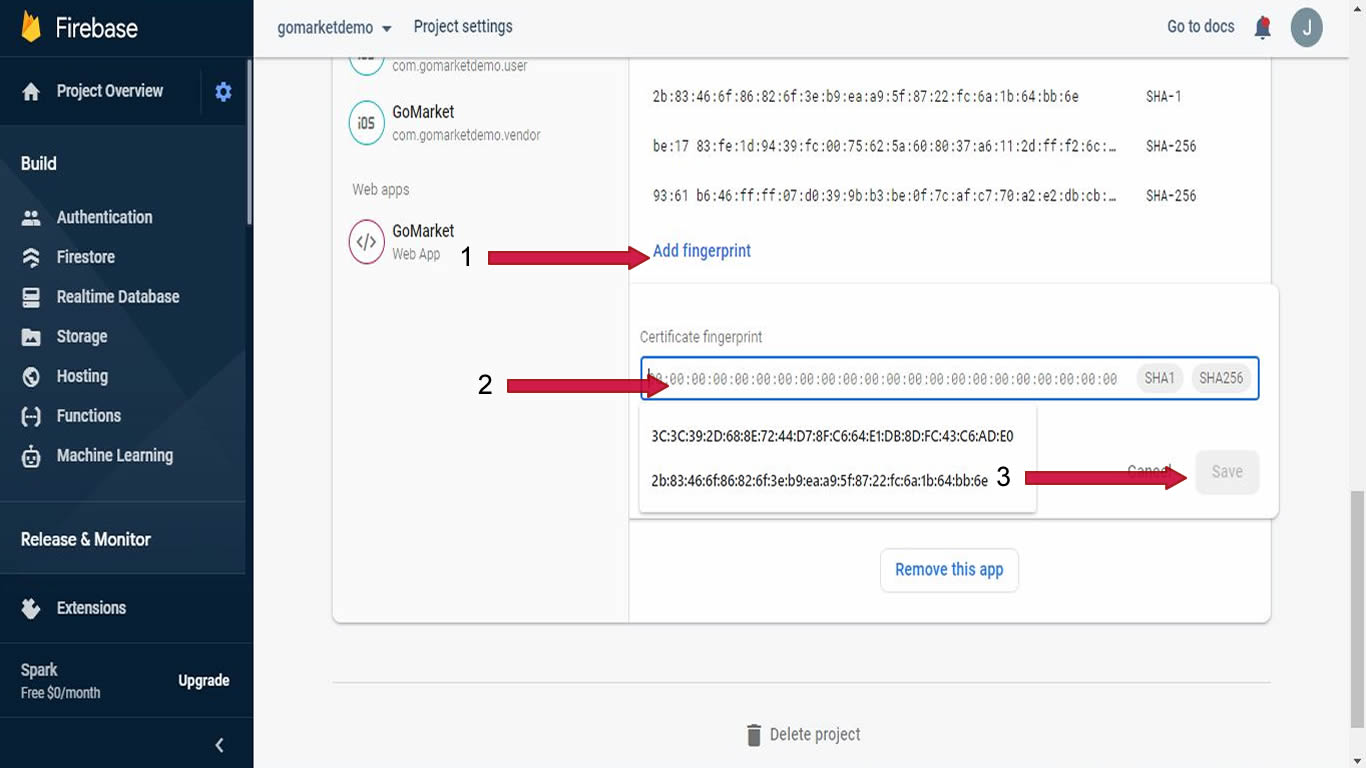 Firebase
gomarketdemo
Project settings
Go to docs
J
Project Overview
Build
Authentication
Firestore
Realtime Database
Storage
Hosting
Functions
Machine Learning
Release & Monitor
Extensions
Spark
Free $0/month
Upgrade
com.gomarketdemo.user
iOS
GoMarket
com.gomarketdemo.vendor
Web apps
</>
GoMarket
Web App
2b:83:46:6f:86:82:6f:3e:b9:ea:a9:5f:87:22:fc:6a:1b:64:bb:6e SHA-1
be:17 83:fe:1d:94:39:fc:00:75:62:5a:60:80:37:a6:11:2d:ff:f2:6c:… SHA-256
93:61 b6:46:ff:ff:07:d0:39:9b:b3:be:0f:7c:af:c7:70:a2:e2:db:cb:… SHA-256
1 Add fingerprint
Certificate fingerprint
2 00:00:00:00:00:00:00:00:00:00:00:00:00:00:00:00:00:00:00:00:00:00 SHA1 SHA256
3C:3C:39:2D:68:8E:72:44:D7:8F:C6:64:E1:DB:8D:FC:43:C6:AD:E0
2b:83:46:6f:86:82:6f:3e:b9:ea:a9:5f:87:22:fc:6a:1b:64:bb:6e
3 Cancel Save
Remove this app
Delete project